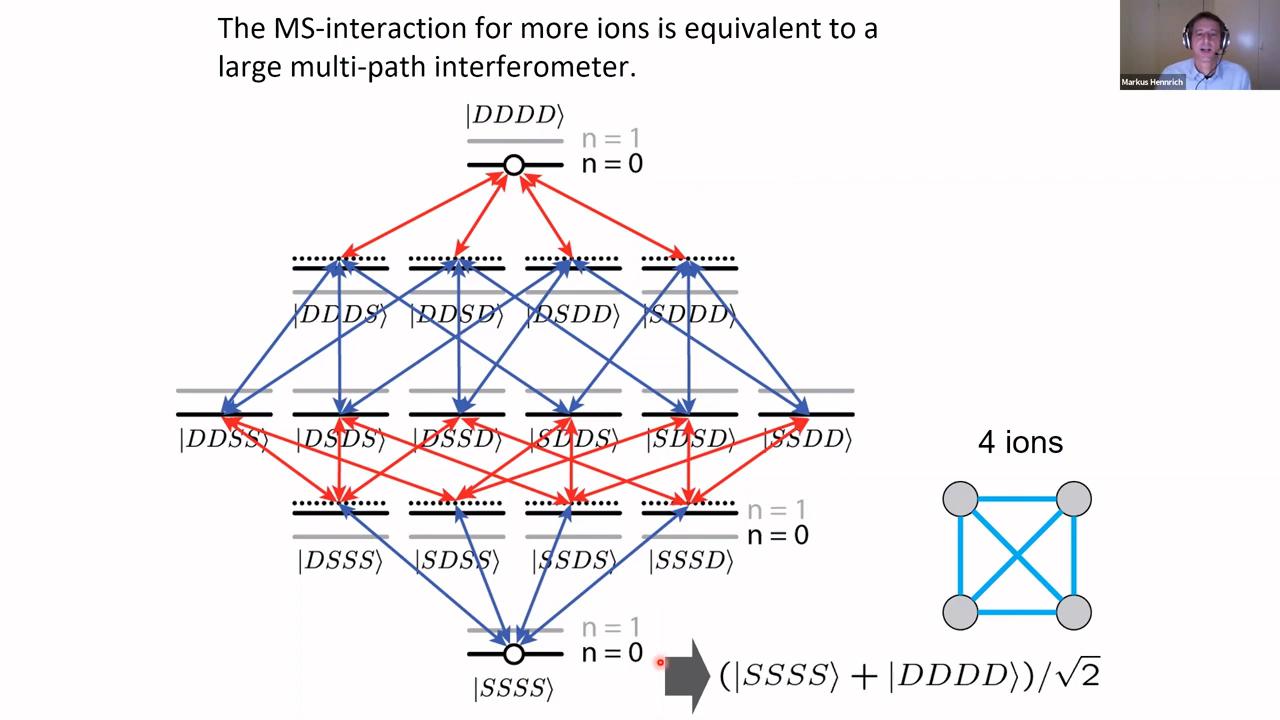 The MS-interaction for more ions is equivalent to a
large multi-path interferometer.
Markus Hennrich
|DDDD⟩
n = 1
n = 0
|DDDS⟩ |DDSD⟩ |DSDD⟩ |SDDD⟩
|DDSS⟩ |DSDS⟩ |DSSD⟩ |SDDS⟩ |SDSD⟩ |SSDD⟩
4 ions
n = 1
n = 0
|DSSS⟩ |SDSS⟩ |SSDS⟩ |SSSD⟩
n = 1
n = 0
|SSSS⟩
(|SSSS⟩ + |DDDD⟩)/√2